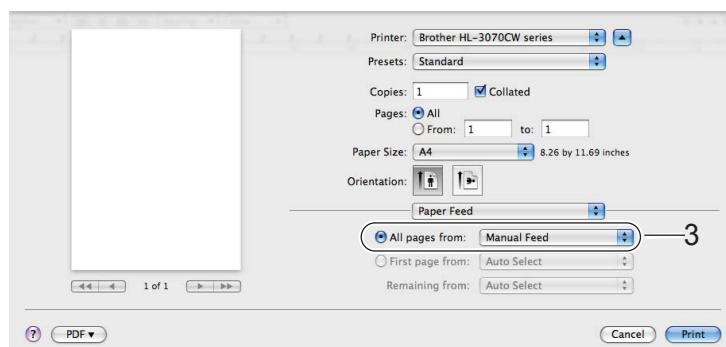 Printer: Brother HL-3070CW series
Presets: Standard
Copies: 1 Collated
Pages: All
From: 1 to: 1
Paper Size: A4 8.26 by 11.69 inches
Orientation:
Paper Feed
All pages from: Manual Feed 3
First page from: Auto Select
Remaining from: Auto Select
1 of 1
? PDF Cancel Print